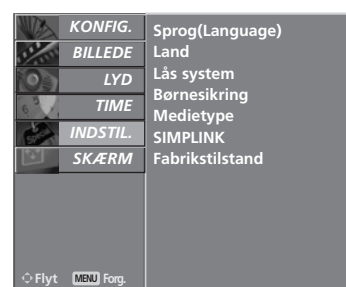 KONFIG.
BILLEDE
LYD
TIME
INDSTIL.
SKÆRM
Sprog(Language)
Land
Lås system
Børnesikring
Medietype
SIMPLINK
Fabrikstilstand
Flyt MENU Forg.